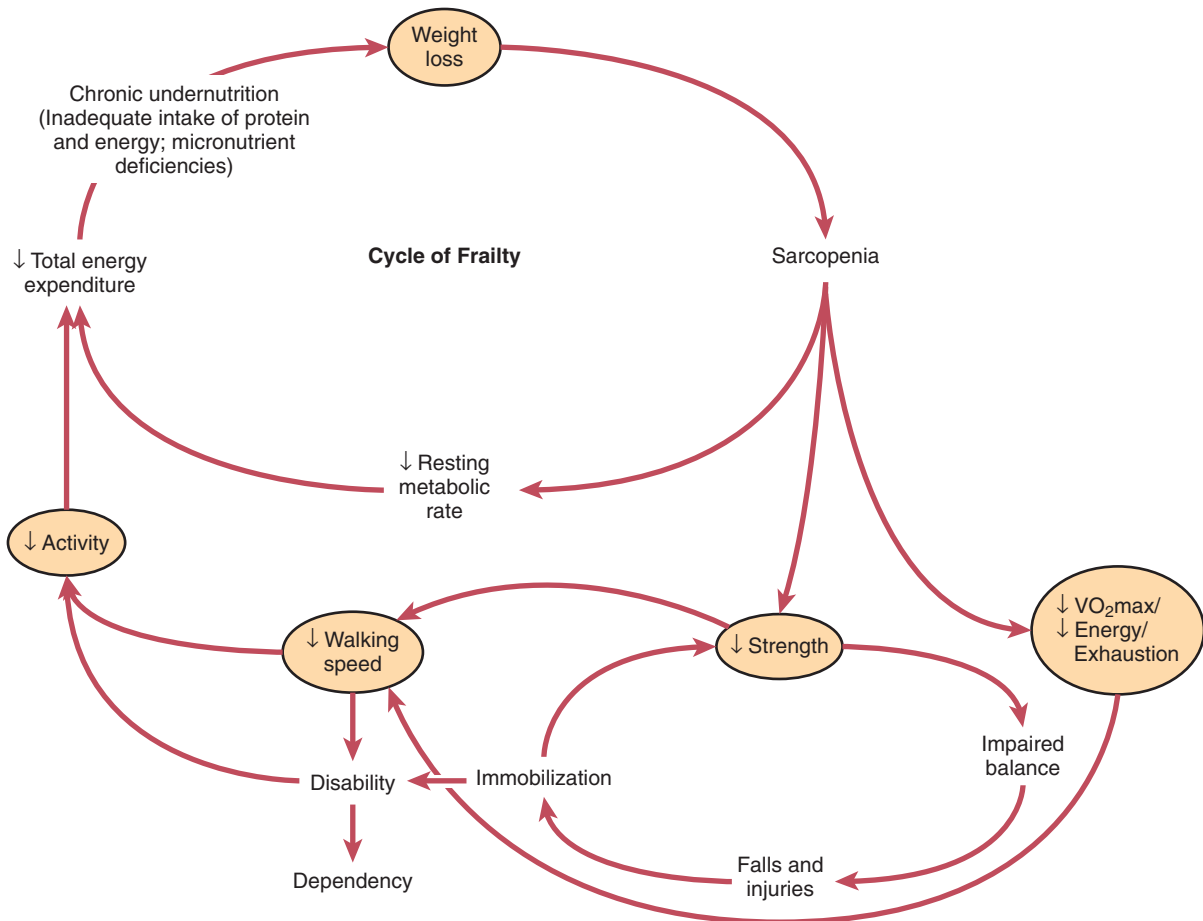 Weight
loss
Chronic undernutrition
(Inadequate intake of protein
and energy; micronutrient
deficiencies)
↓ Total energy
expenditure
Cycle of Frailty
Sarcopenia
↓ Resting
metabolic
rate
↓ Activity
↓ Walking
speed
↓ Strength
↓ VO₂max/
↓ Energy/
Exhaustion
Impaired
balance
Disability
Immobilization
Falls and
injuries
Dependency